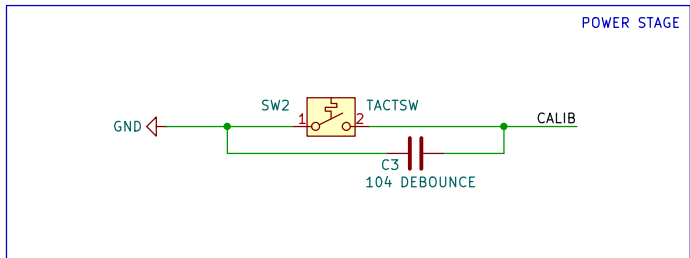 POWER STAGE
SW2 TACTSW
GND 1 2 CALIB
C3
104 DEBOUNCE